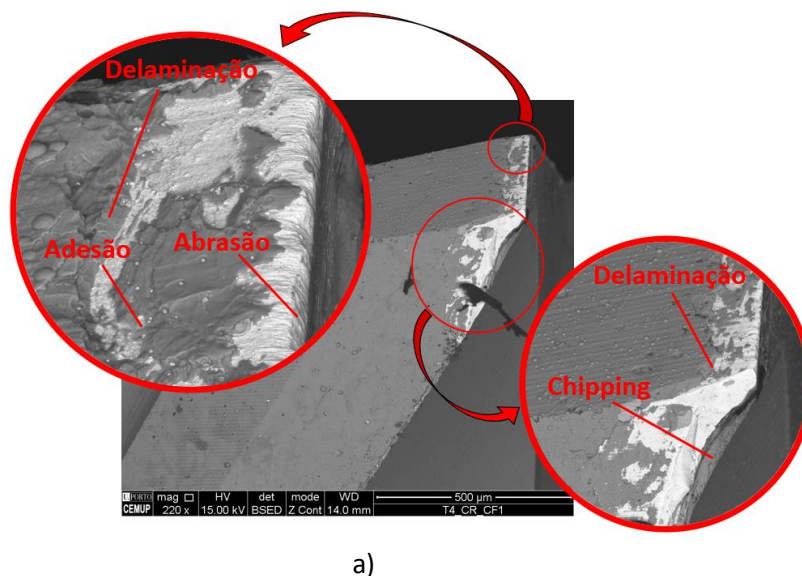 Delaminação
Adesão
Abrasão
Delaminação
Chipping
U.PORTO
CEMUP
mag
220 x
HV
15.00 kV
det
BSED
mode
Z Cont
WD
14.0 mm
500 µm
T4_CR_CF1
a)